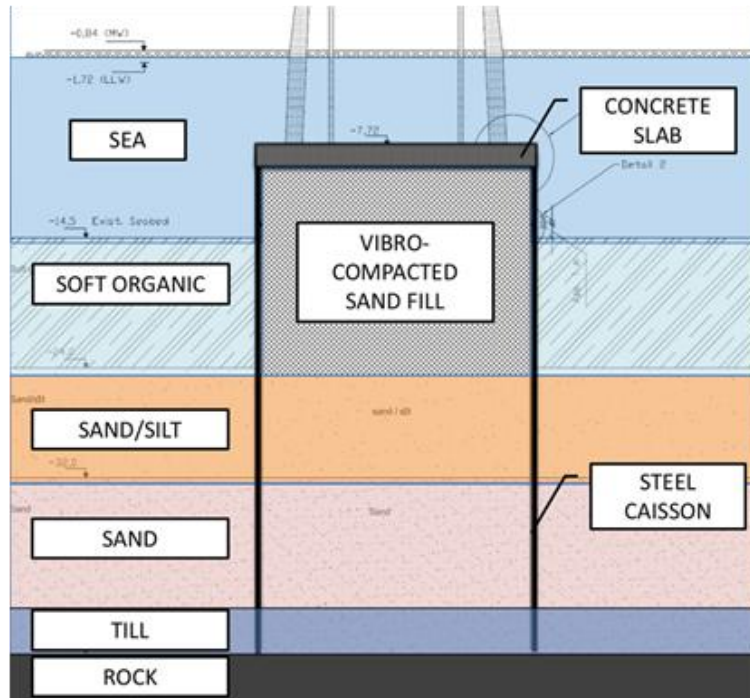 -0,84 (MW)
-1,72 (LLW)
SEA
CONCRETE
SLAB
-7,72
Detail 2
-14,5 Exist. Seabed
VIBRO-
COMPACTED
SAND FILL
SOFT ORGANIC
SAND/SILT
sand/silt
STEEL
CAISSON
SAND
Sand
TILL
ROCK